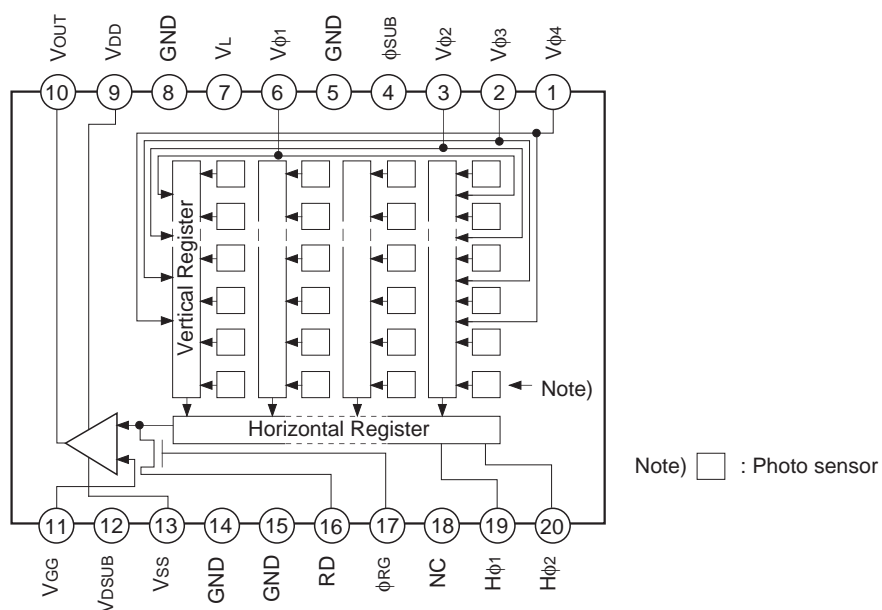 VOUT
VDD
GND
VL
Vϕ1
GND
ϕSUB
Vϕ2
Vϕ3
Vϕ4
10
9
8
7
6
5
4
3
2
1
Vertical Register
Note)
Horizontal Register
Note) : Photo sensor
11
12
13
14
15
16
17
18
19
20
VGG
VDSUB
VSS
GND
GND
RD
ϕRG
NC
Hϕ1
Hϕ2